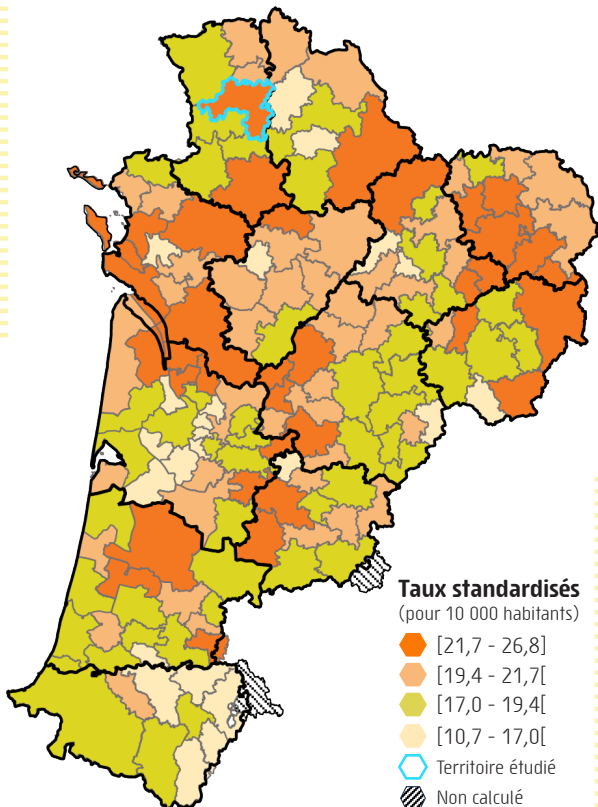 Taux standardisés
(pour 10 000 habitants)
[21,7 - 26,8]
[19,4 - 21,7[
[17,0 - 19,4[
[10,7 - 17,0[
Territoire étudié
Non calculé